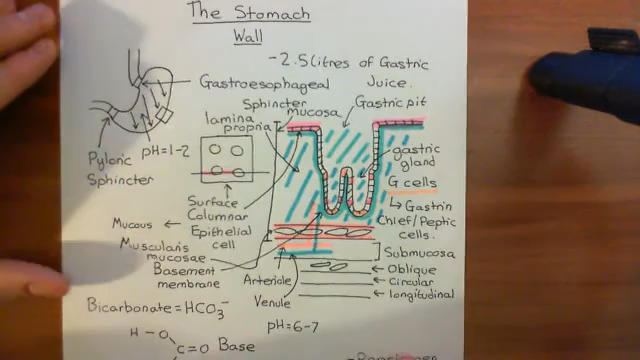 The Stomach
Wall
-2.5 Litres of Gastric
Juice.
Gastroesophageal
Sphincter
mucosa
Gastric pit
lamina
propria
pH=1-2
Pyloric
Sphincter
gastric
gland
G cells
↳ Gastrin
Chief/Peptic
cells.
Surface
Columnar
Epithelial
cell
Mucous ←
Muscularis
mucosae
Basement
membrane
Submucosa
Arteriole
Venule
Oblique
Circular
longitudinal
Bicarbonate = HCO₃⁻
pH=6-7
H-O
C=O Base